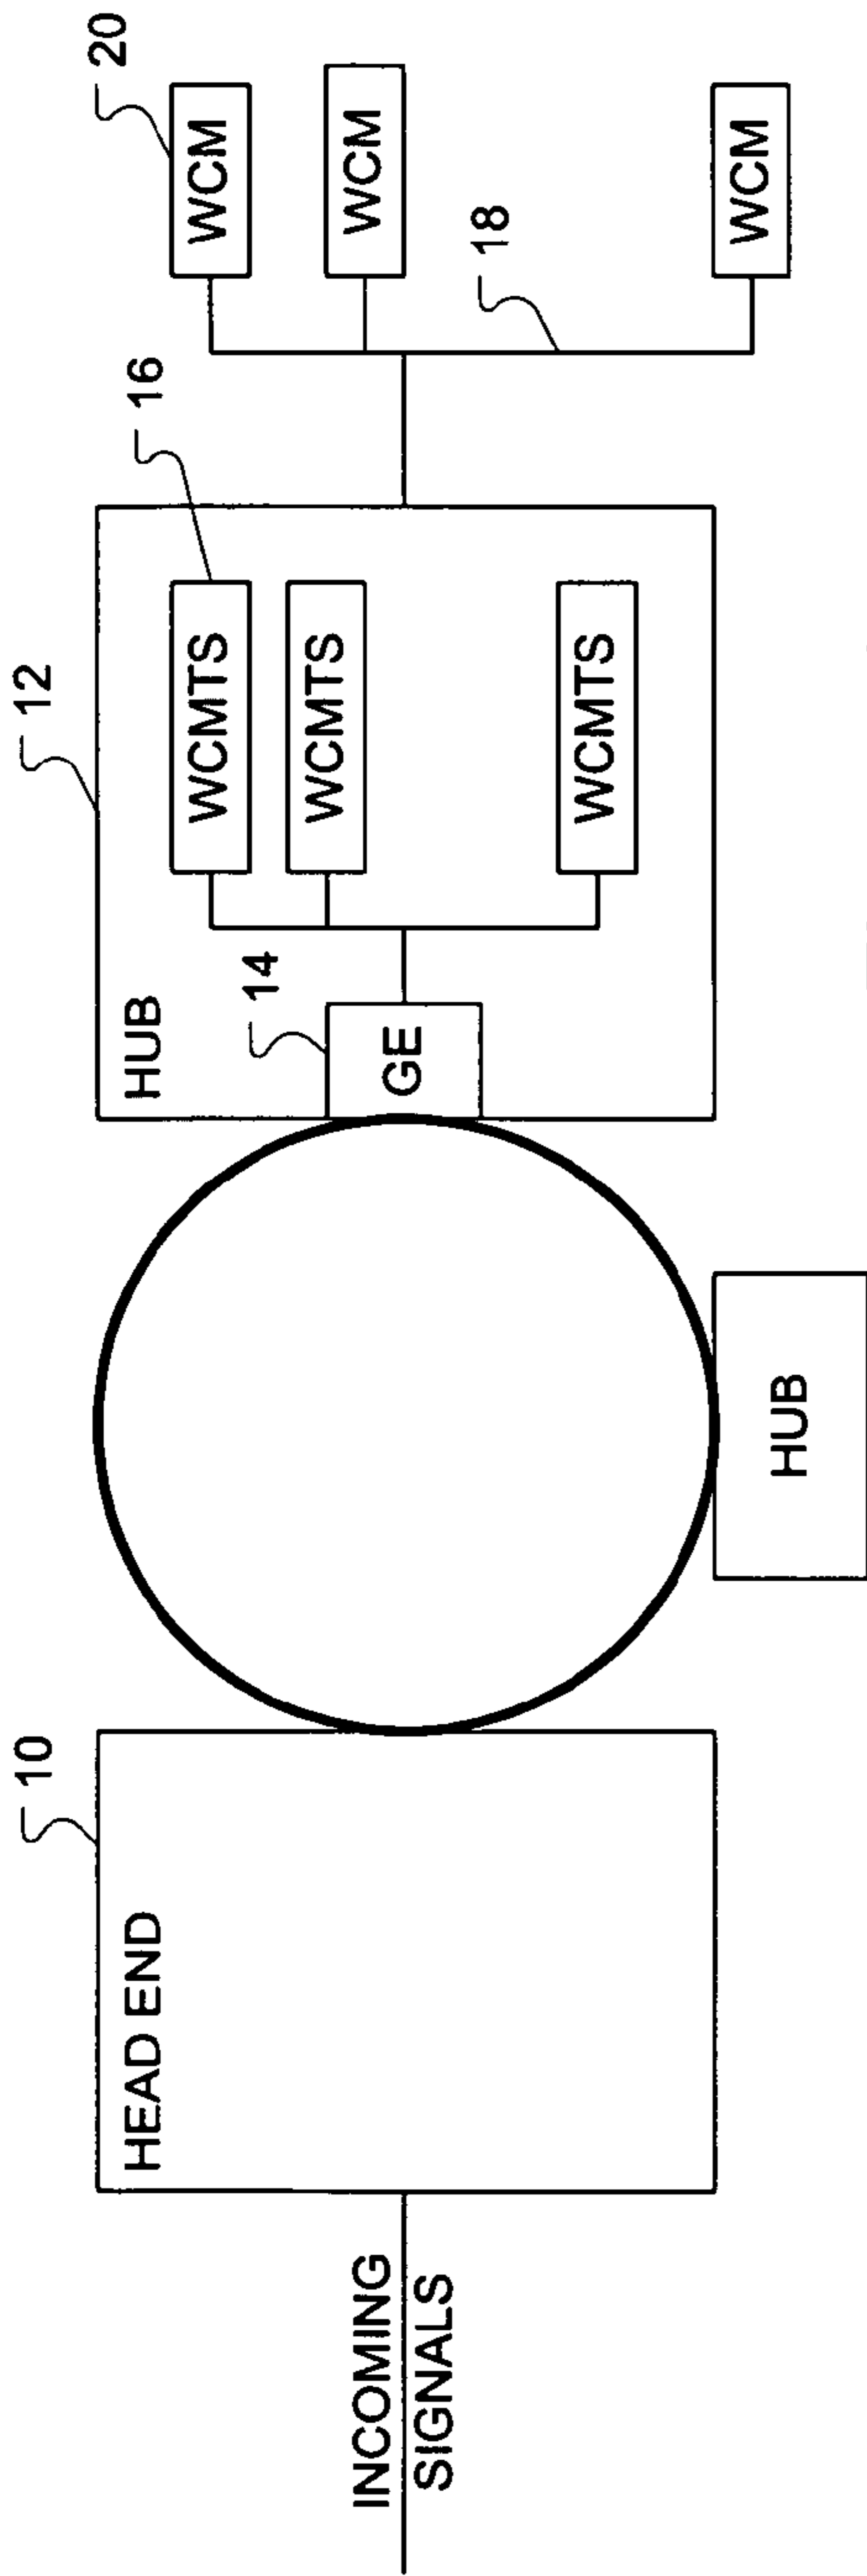 INCOMING
SIGNALS
HEAD END
10
HUB
HUB
12
GE
14
WCMTS
16
WCMTS
WCMTS
18
WCM
20
WCM
WCM